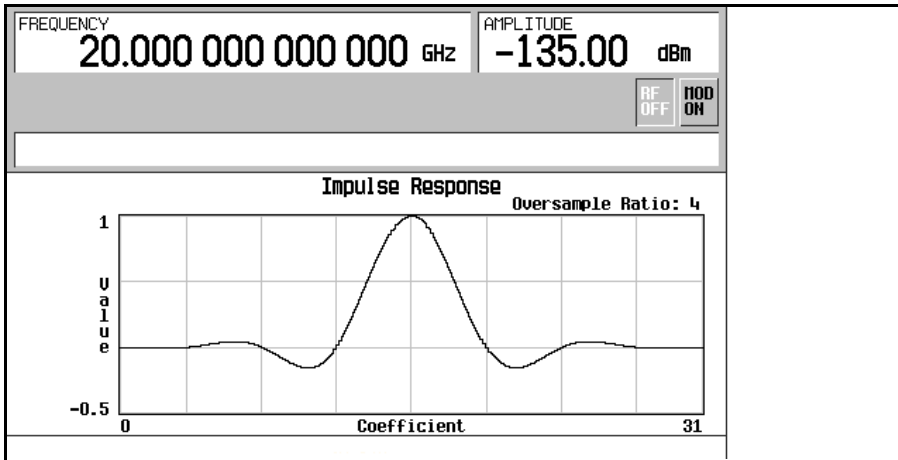 FREQUENCY
20.000 000 000 000 GHz
AMPLITUDE
-135.00 dBm
RF OFF
MOD ON
Impulse Response
Oversample Ratio: 4
1
Value
-0.5
0
Coefficient
31